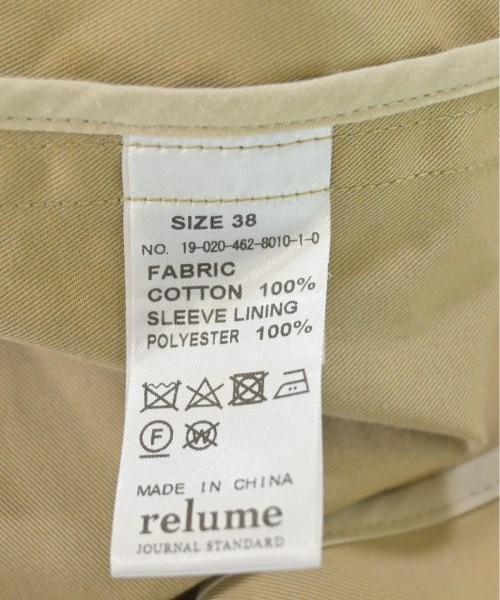 SIZE 38
NO. 19-020-462-8010-1-0
FABRIC
COTTON 100%
SLEEVE LINING
POLYESTER 100%
F W
MADE IN CHINA
relume
JOURNAL STANDARD